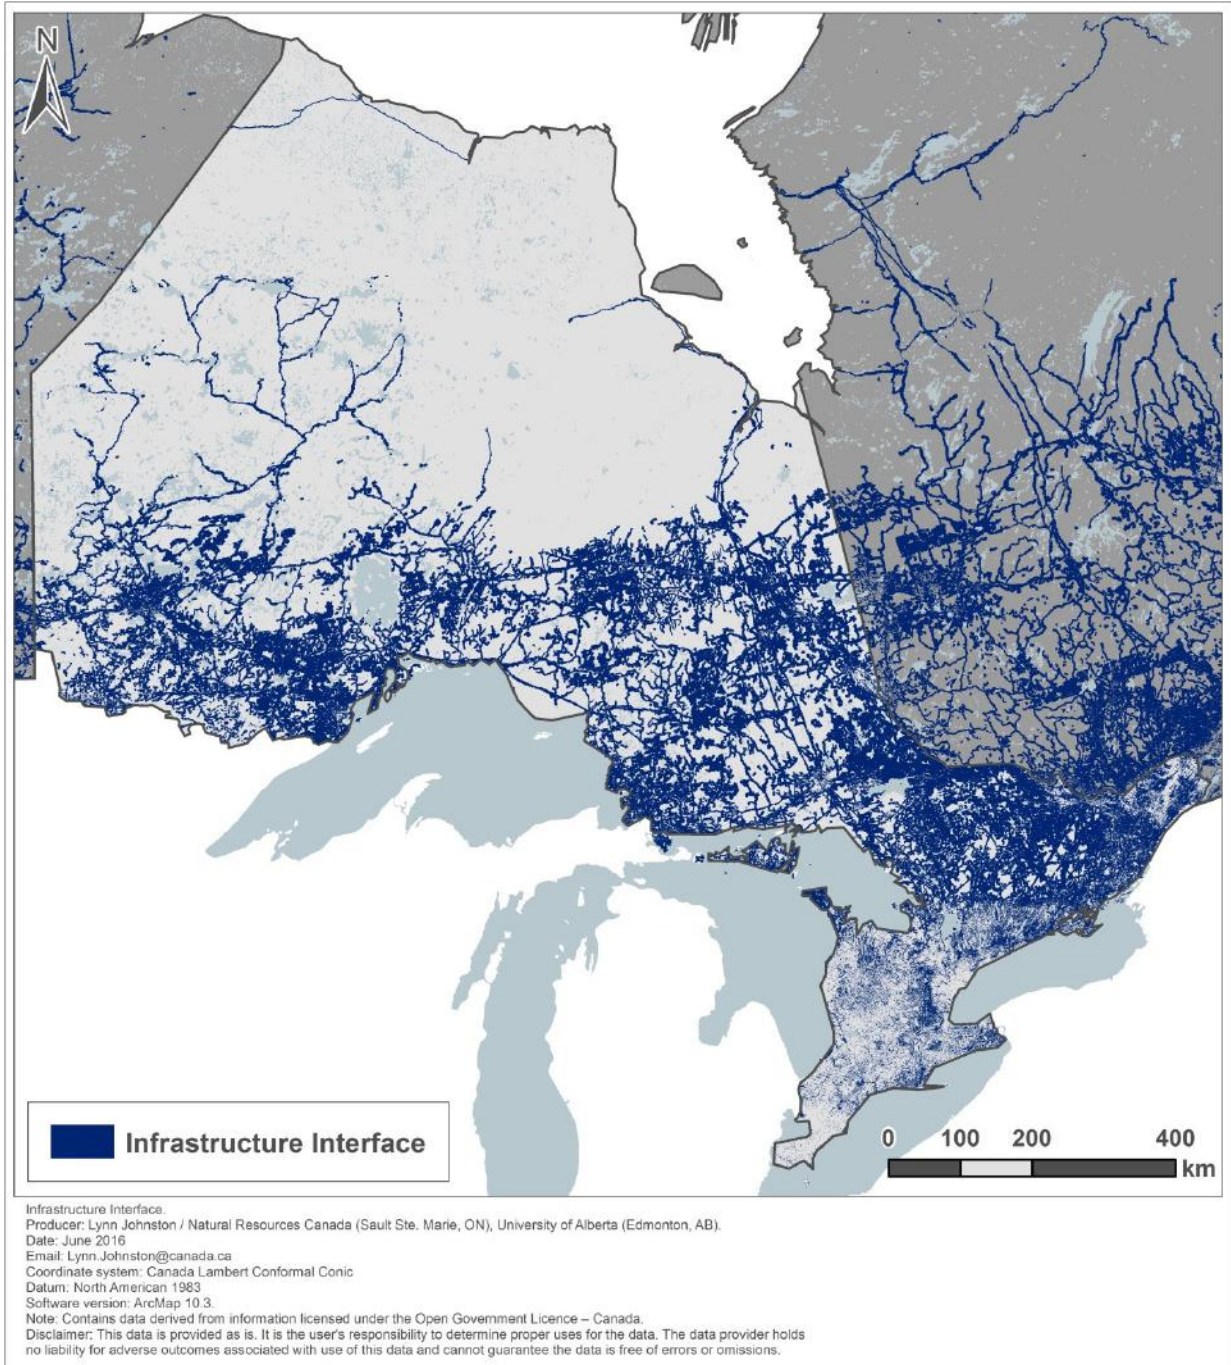 N
Infrastructure Interface
0 100 200 400
km
Infrastructure Interface.
Producer: Lynn Johnston / Natural Resources Canada (Sault Ste. Marie, ON), University of Alberta (Edmonton, AB).
Date: June 2016
Email: Lynn.Johnston@canada.ca
Coordinate system: Canada Lambert Conformal Conic
Datum: North American 1983
Software version: ArcMap 10.3.
Note: Contains data derived from information licensed under the Open Government Licence – Canada.
Disclaimer: This data is provided as is. It is the user's responsibility to determine proper uses for the data. The data provider holds
no liability for adverse outcomes associated with use of this data and cannot guarantee the data is free of errors or omissions.